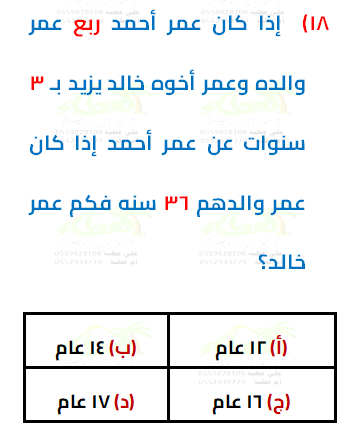 ١٨) إذا كان عمر أحمد ربع عمر
والده وعمر أخوه خالد يزيد بـ ٣
سنوات عن عمر أحمد إذا كان
عمر والدهم ٣٦ سنه فكم عمر
خالد؟
(أ) ١٢ عام
(ب) ١٤ عام
(ج) ١٦ عام
(د) ١٧ عام